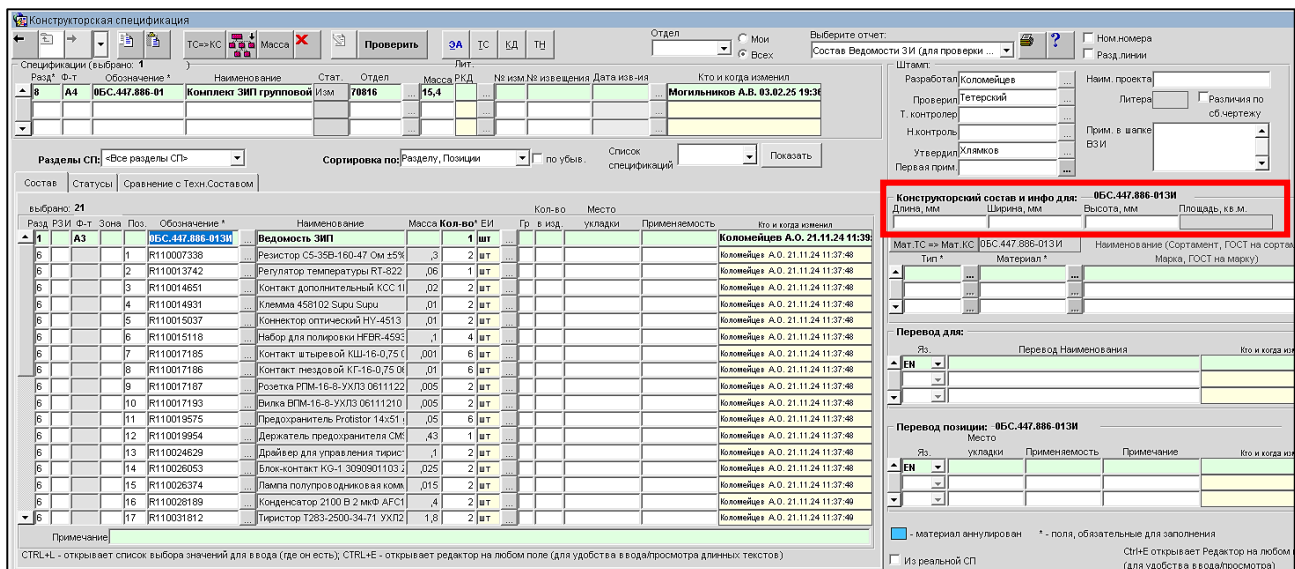 Конструкторская спецификация
ТС=>КС Масса Проверить ЭА ТС КД ТН
Отдел Мои Всех
Выберите отчет:
Состав Ведомости ЗИ (для проверки ...
Ном.номера
Разд.линии
Спецификации (выбрано: 1 )
Лит.
Разд* Ф-т Обозначение * Наименование Стат. Отдел Масса РКД № изм.№ извещения Дата изв-ия Кто и когда изменил
8 А4 0БС.447.886-01 Комплект ЗИП групповой Изм 70816 ... 15,4 ... Могильников А.В. 03.02.25 19:36
Разделы СП: <Все разделы СП> Сортировка по: Разделу, Позиции по убыв. Список спецификаций Показать
Состав Статусы Сравнение с Техн.Составом
выбрано: 21
Кол-во Место
Разд РЗИ Ф-т Зона Поз. Обозначение * Наименование Масса Кол-во* ЕИ Гр в изд. укладки Применяемость Кто и когда изменил
1 А3 0БС.447.886-01ЗИ ... Ведомость ЗИП 1 шт ... Коломейцев А.О. 21.11.24 11:39:
6 1 R110007338 ... Резистор С5-35В-160-47 Ом ±5% ,3 2 шт ... Коломейцев А.О. 21.11.24 11:37:48
6 2 R110013742 ... Регулятор температуры RT-822 ,06 1 шт ... Коломейцев А.О. 21.11.24 11:37:48
6 3 R110014651 ... Контакт дополнительный КСС 1 ,02 2 шт ... Коломейцев А.О. 21.11.24 11:37:48
6 4 R110014931 ... Клемма 458102 Supu Supu ,01 2 шт ... Коломейцев А.О. 21.11.24 11:37:48
6 5 R110015037 ... Коннектор оптический HY-4513 ,01 2 шт ... Коломейцев А.О. 21.11.24 11:37:48
6 6 R110015118 ... Набор для полировки HFBR-4593 ,1 4 шт ... Коломейцев А.О. 21.11.24 11:37:48
6 7 R110017185 ... Контакт штыревой КШ-16-0,75 ,001 6 шт ... Коломейцев А.О. 21.11.24 11:37:48
6 8 R110017186 ... Контакт гнездовой КГ-16-0,75 06 ,01 6 шт ... Коломейцев А.О. 21.11.24 11:37:48
6 9 R110017187 ... Розетка РПМ-16-8-УХЛ3 0611122 ,005 2 шт ... Коломейцев А.О. 21.11.24 11:37:48
6 10 R110017193 ... Вилка ВПМ-16-8-УХЛ3 06111210 ,005 2 шт ... Коломейцев А.О. 21.11.24 11:37:48
6 11 R110019575 ... Предохранитель Protistor 14x51 ,05 6 шт ... Коломейцев А.О. 21.11.24 11:37:48
6 12 R110019954 ... Держатель предохранителя CMS ,43 1 шт ... Коломейцев А.О. 21.11.24 11:37:48
6 13 R110024629 ... Драйвер для управления тирис ,1 2 шт ... Коломейцев А.О. 21.11.24 11:37:48
6 14 R110026053 ... Блок-контакт KG-1 3090901103 ,025 2 шт ... Коломейцев А.О. 21.11.24 11:37:48
6 15 R110026374 ... Лампа полупроводниковая комм ,015 2 шт ... Коломейцев А.О. 21.11.24 11:37:48
6 16 R110028189 ... Конденсатор 2100 В 2 мкФ AFC1 ,4 2 шт ... Коломейцев А.О. 21.11.24 11:37:49
6 17 R110031812 ... Тиристор Т283-2500-34-71 УХЛ2 1,8 2 шт ... Коломейцев А.О. 21.11.24 11:37:49
Примечание
CTRL+L - открывает список выбора значений для ввода (где он есть); CTRL+E - открывает редактор на любом поле (для удобства ввода/просмотра длинных текстов)
Штамп:
Разработал Коломейцев ... Наим. проекта
Проверил Тетерский ... Литера Различия по сб.чертежу
Т. контролер ...
Н.контроль ... Прим. в шапке ВЗИ
Утвердил Хлямков ...
Первая прим. ...
Конструкторский состав и инфо для: 0БС.447.886-01ЗИ
Длина, мм Ширина, мм Высота, мм Площадь, кв.м.
Мат.ТС => Мат.КС 0БС.447.886-01ЗИ Наименование (Сортамент, ГОСТ на сортам
Тип * Материал * Марка, ГОСТ на марку)
Перевод для:
Яз. Перевод Наименования Кто и когда изм
EN
Перевод позиции: 0БС.447.886-01ЗИ
Место
Яз. укладки Применяемость Примечание Кто и когда изм
EN
- материал аннулирован * - поля, обязательные для заполнения
Из реальной СП
Ctrl+E открывает Редактор на любом
(для удобства ввода/просмотра)